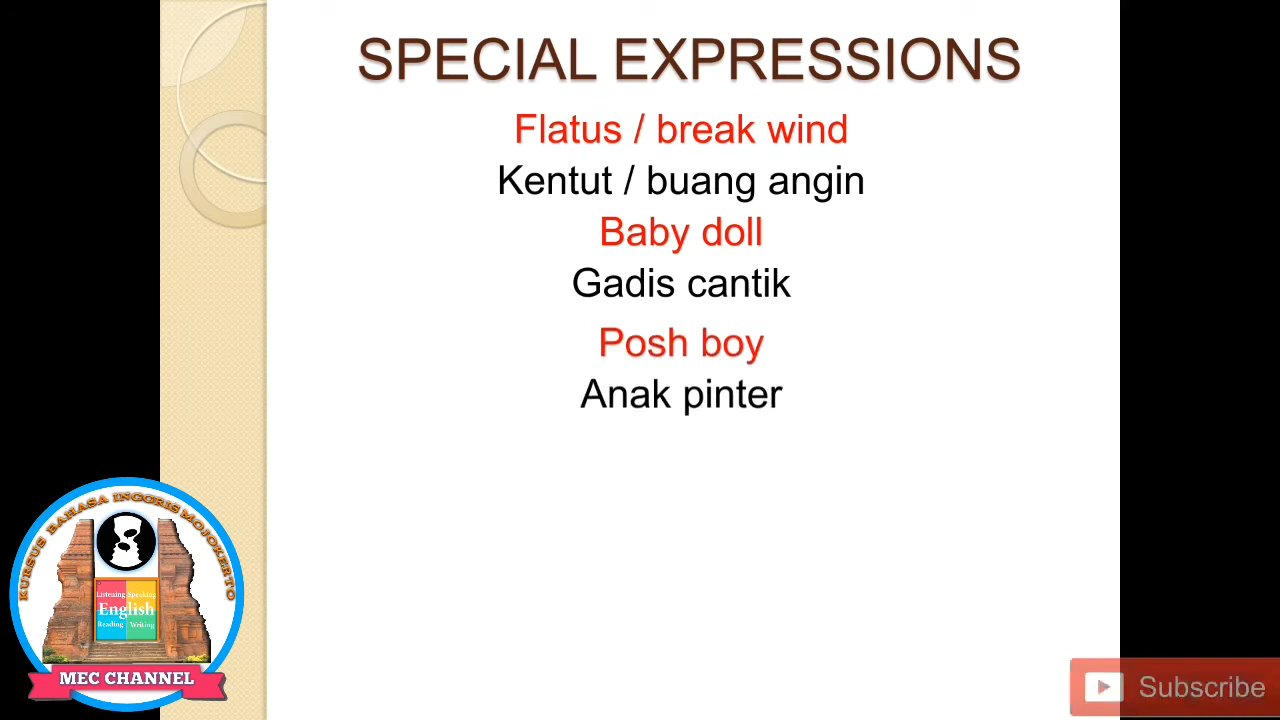 SPECIAL EXPRESSIONS
Flatus / break wind
Kentut / buang angin
Baby doll
Gadis cantik
Posh boy
Anak pinter
KURSUS BAHASA INGGRIS MOJOKERTO
Listening Speaking
English
Reading Writing
MEC CHANNEL
Subscribe